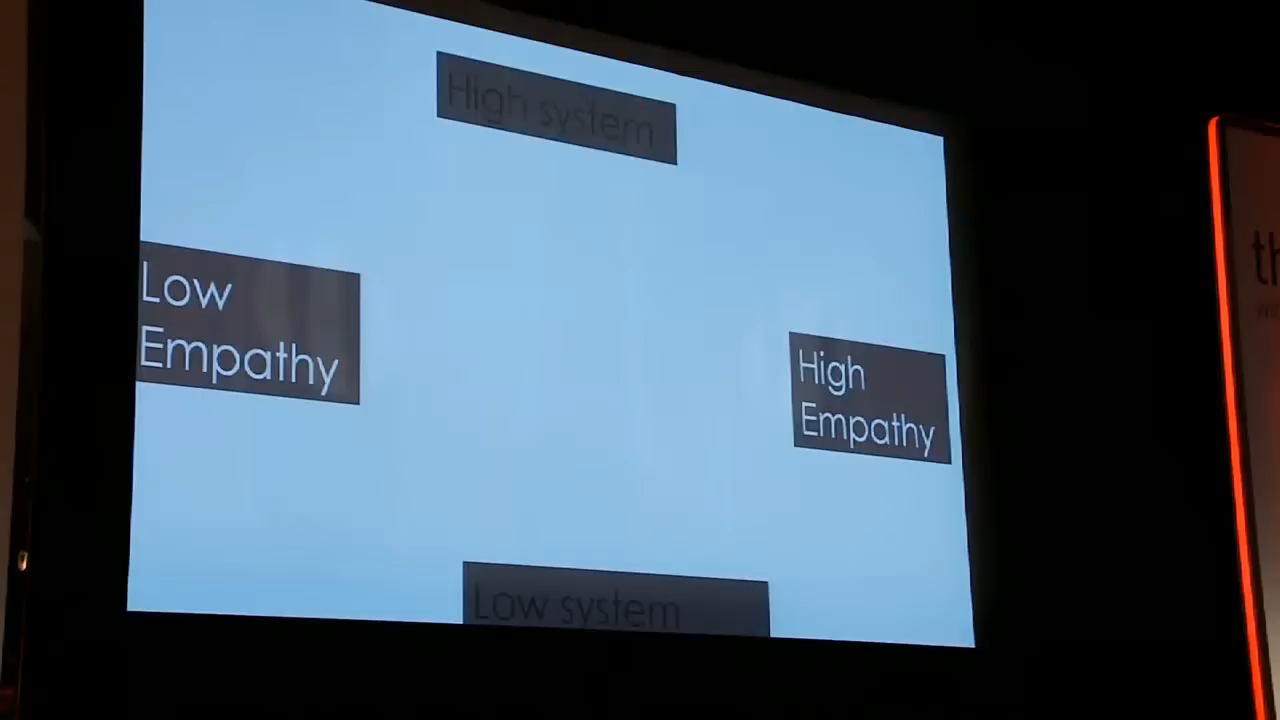 High system
Low
Empathy
High
Empathy
Low system